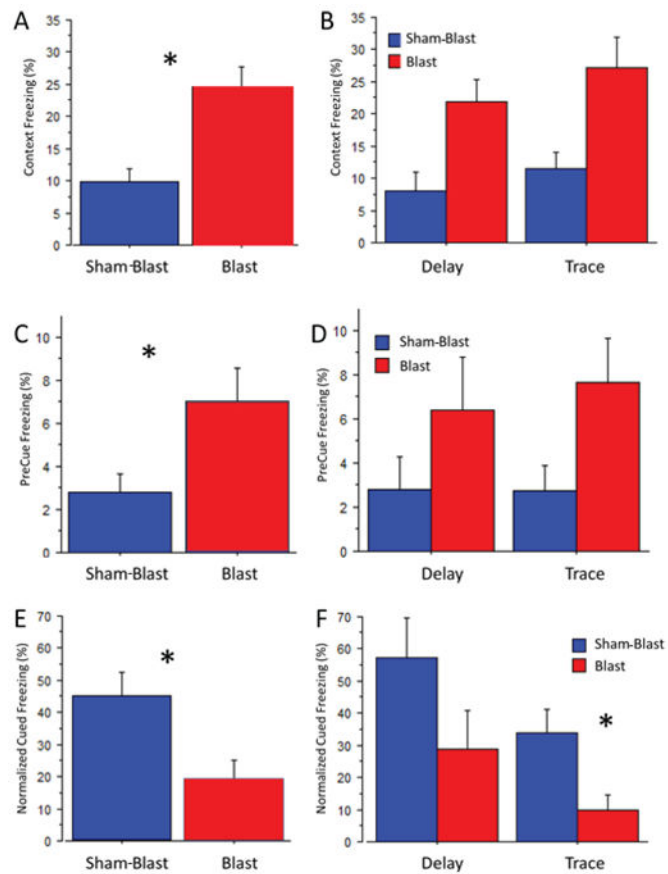 A
Context Freezing (%)
35
30
25
20
15
10
5
0
*
Sham-Blast
Blast
B
Context Freezing (%)
35
30
25
20
15
10
5
0
Sham-Blast
Blast
Delay
Trace
C
PreCue Freezing (%)
10
8
6
4
2
0
*
Sham-Blast
Blast
D
PreCue Freezing (%)
10
8
6
4
2
0
Sham-Blast
Blast
Delay
Trace
E
Normalized Cued Freezing (%)
70
60
50
40
30
20
10
0
*
Sham-Blast
Blast
F
Normalized Cued Freezing (%)
70
60
50
40
30
20
10
0
Sham-Blast
Blast
*
Delay
Trace